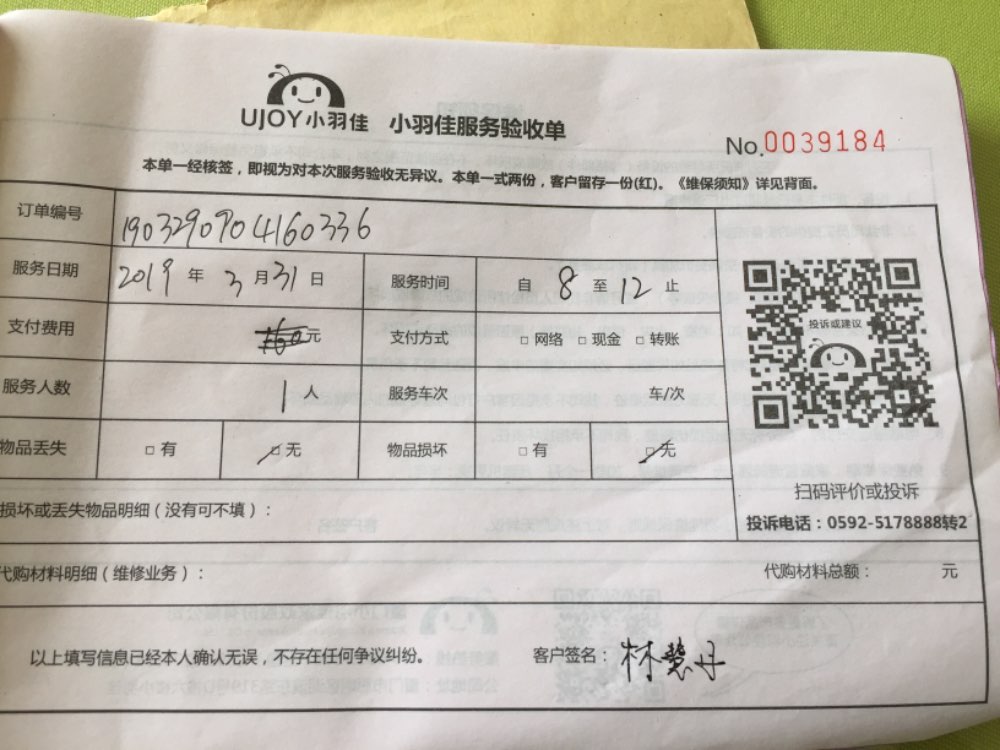 UJOY小羽佳 小羽佳服务验收单
No.0039184
本单一经核签，即视为对本次服务验收无异议。本单一式两份，客户留存一份(红)。《维保须知》详见背面。
订单编号 1903290904160336
服务日期 2019 年 3 月 31 日 服务时间 自 8 至 12 止
支付费用 元 支付方式 □ 网络 □ 现金 □ 转账
投诉或建议
服务人数 1 人 服务车次 车/次
物品丢失 □ 有 □ 无 物品损坏 □ 有 □ 无
扫码评价或投诉
损坏或丢失物品明细（没有可不填）：
投诉电话：0592-5178888转2
代购材料明细（维修业务）： 代购材料总额： 元
以上填写信息已经本人确认无误，不存在任何争议纠纷。 客户签名：林慧丹